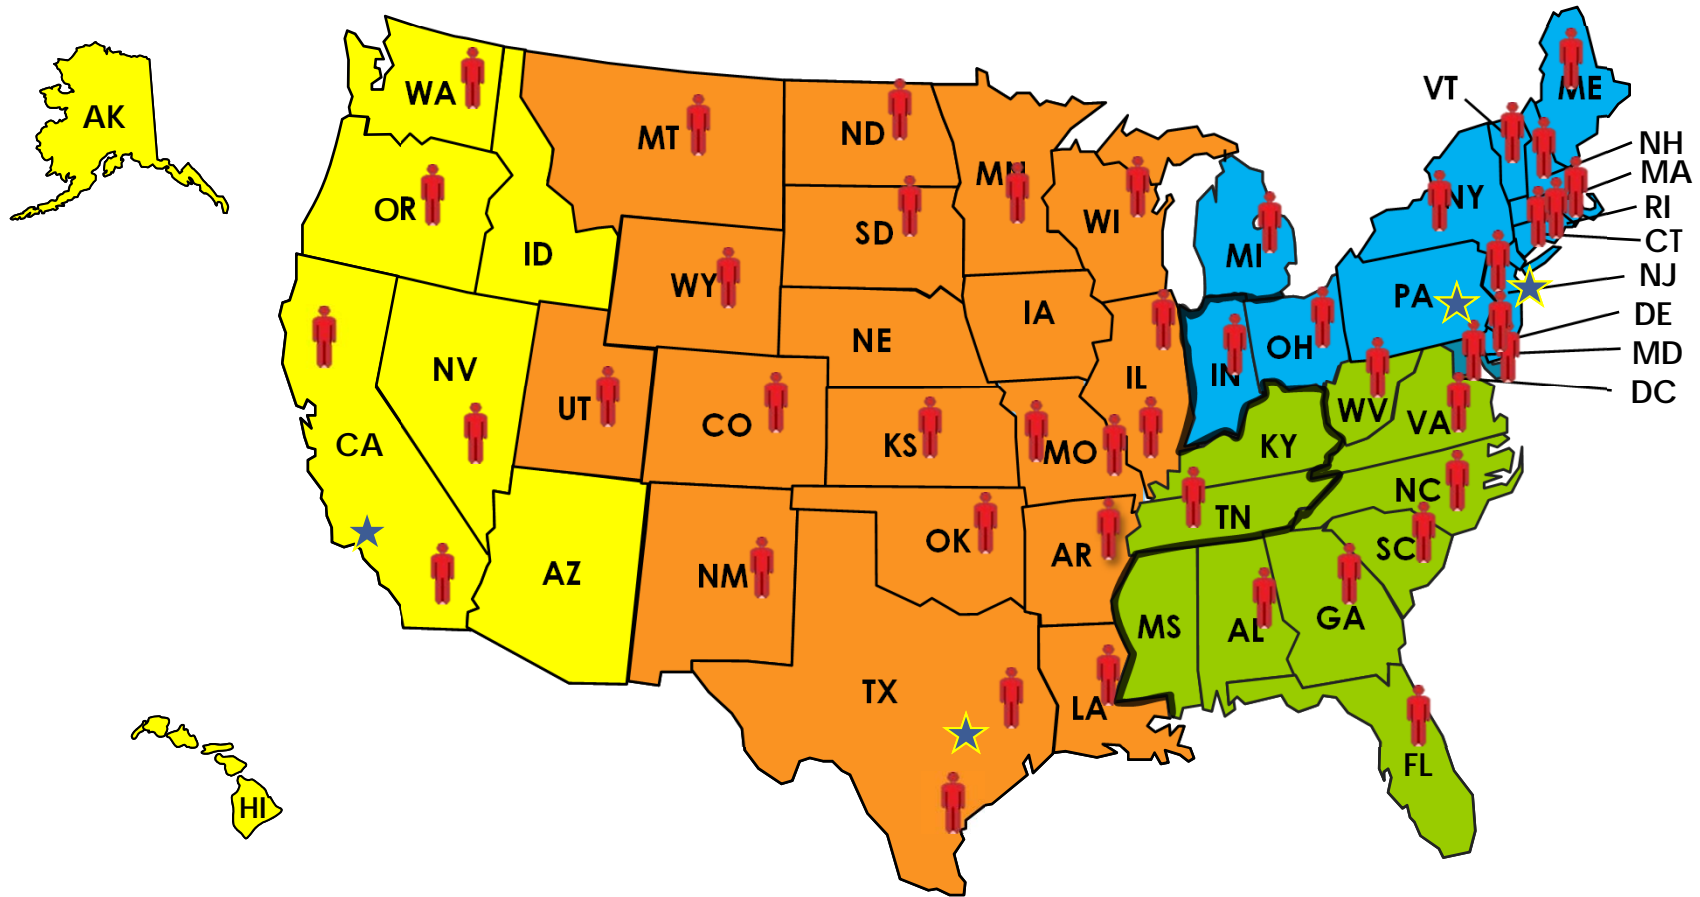 AK
WA
OR
ID
MT
ND
MN
SD
WI
WY
CA
NV
UT
CO
NE
IA
KS
MO
IL
AZ
NM
OK
AR
TX
LA
MI
IN
OH
KY
TN
MS
AL
GA
FL
SC
NC
VA
WV
PA
NY
VT
ME
NH
MA
RI
CT
NJ
DE
MD
DC
HI